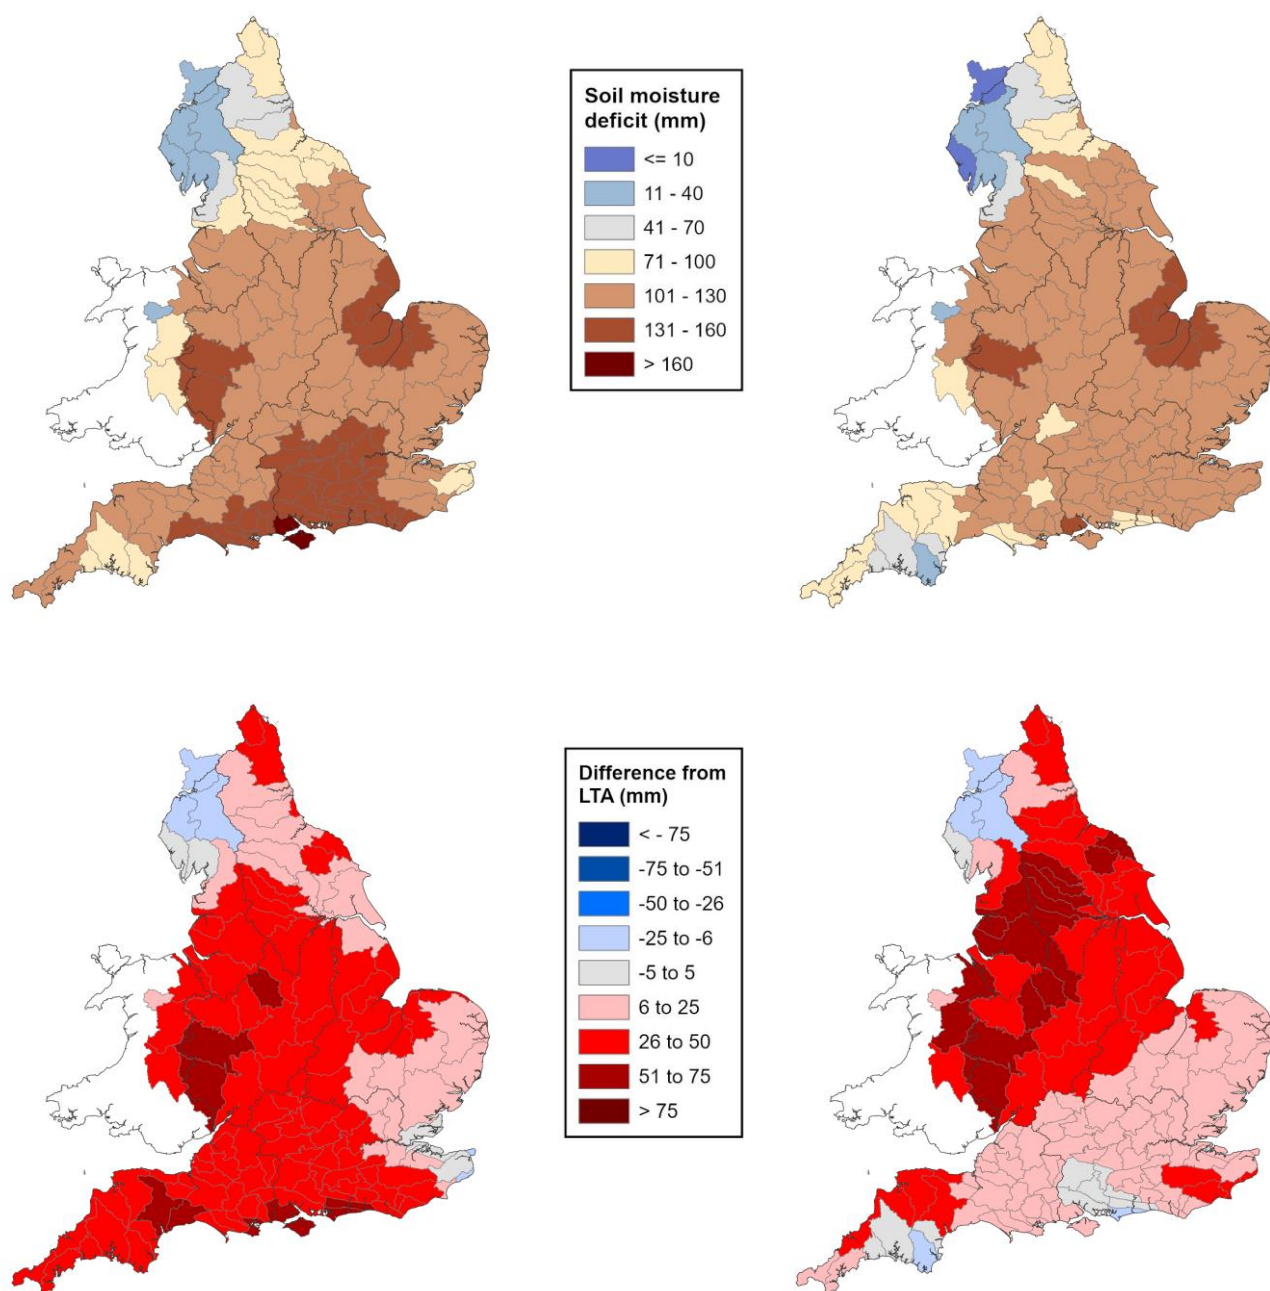 Soil moisture
deficit (mm)
<= 10
11 - 40
41 - 70
71 - 100
101 - 130
131 - 160
> 160
Difference from
LTA (mm)
< - 75
-75 to -51
-50 to -26
-25 to -6
-5 to 5
6 to 25
26 to 50
51 to 75
> 75